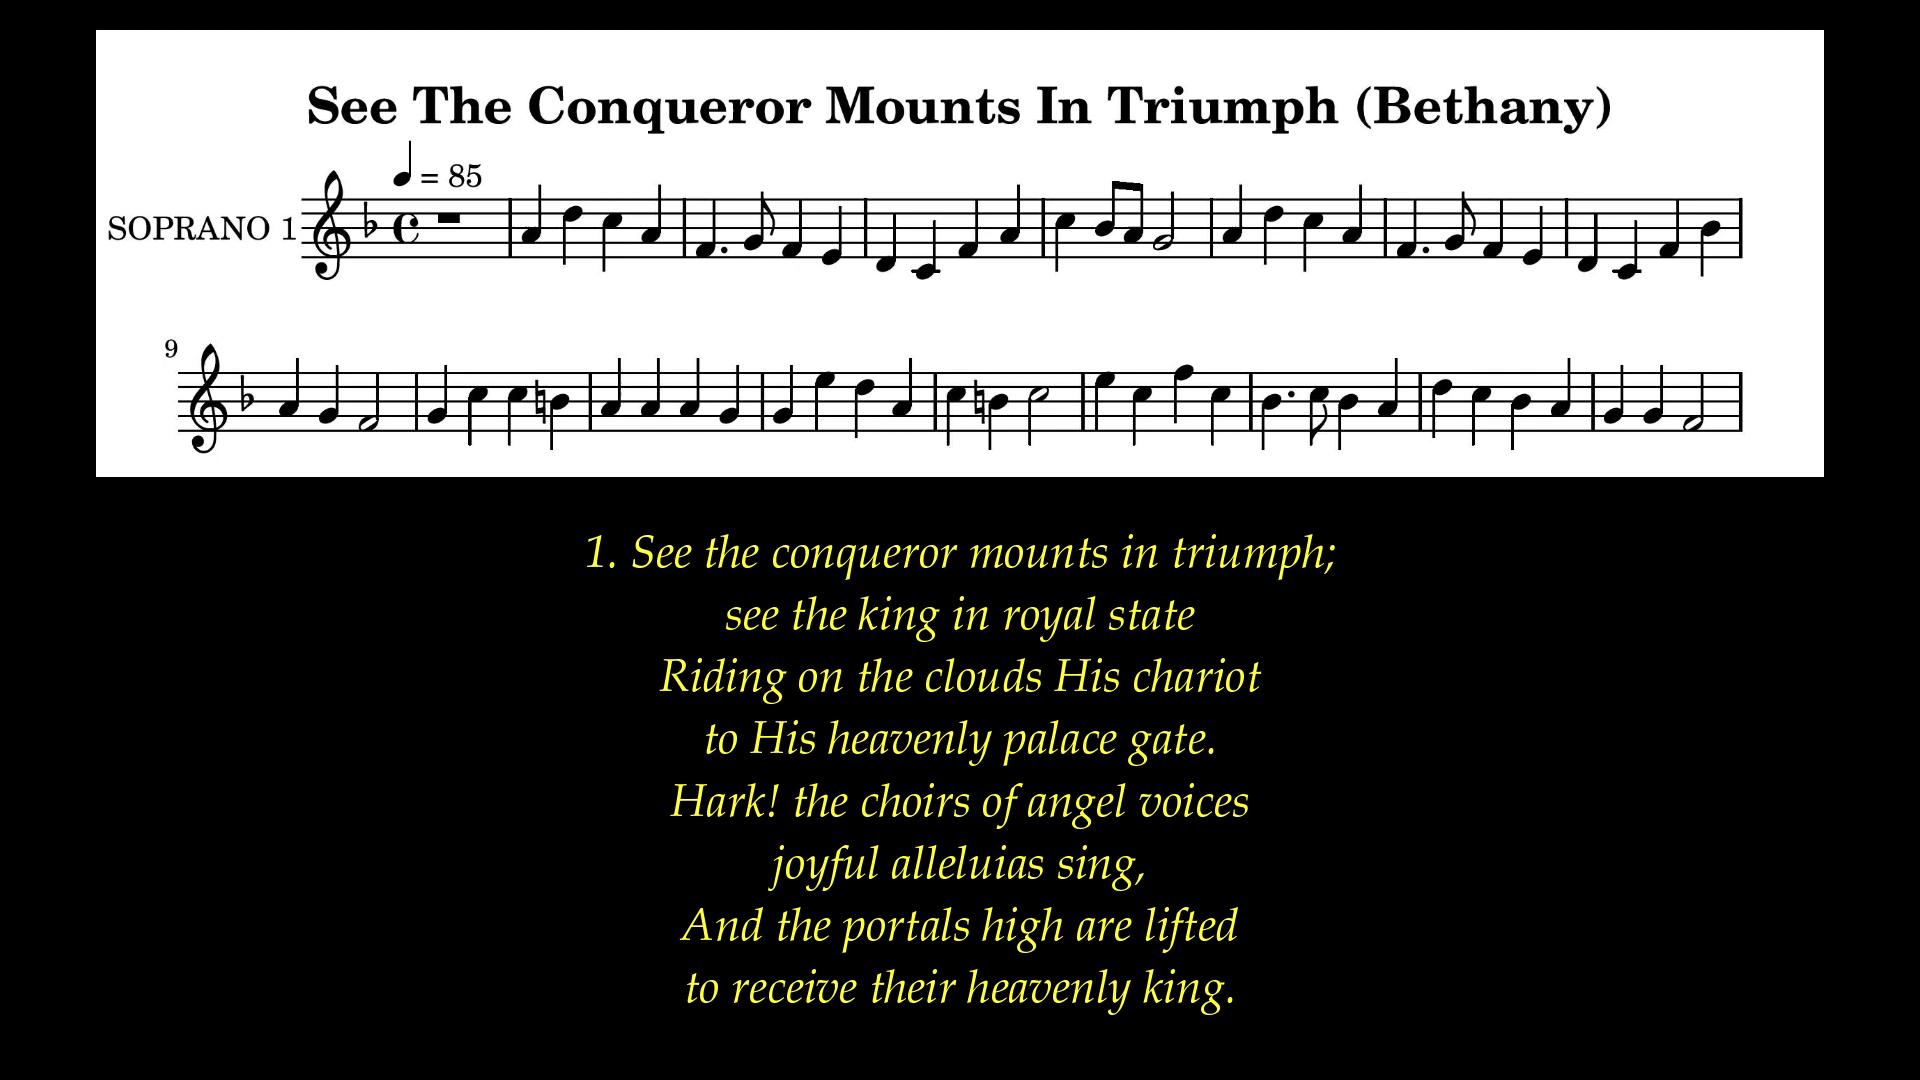 See The Conqueror Mounts In Triumph (Bethany)
= 85
SOPRANO 1
9
1. See the conqueror mounts in triumph;
see the king in royal state
Riding on the clouds His chariot
to His heavenly palace gate.
Hark! the choirs of angel voices
joyful alleluias sing,
And the portals high are lifted
to receive their heavenly king.